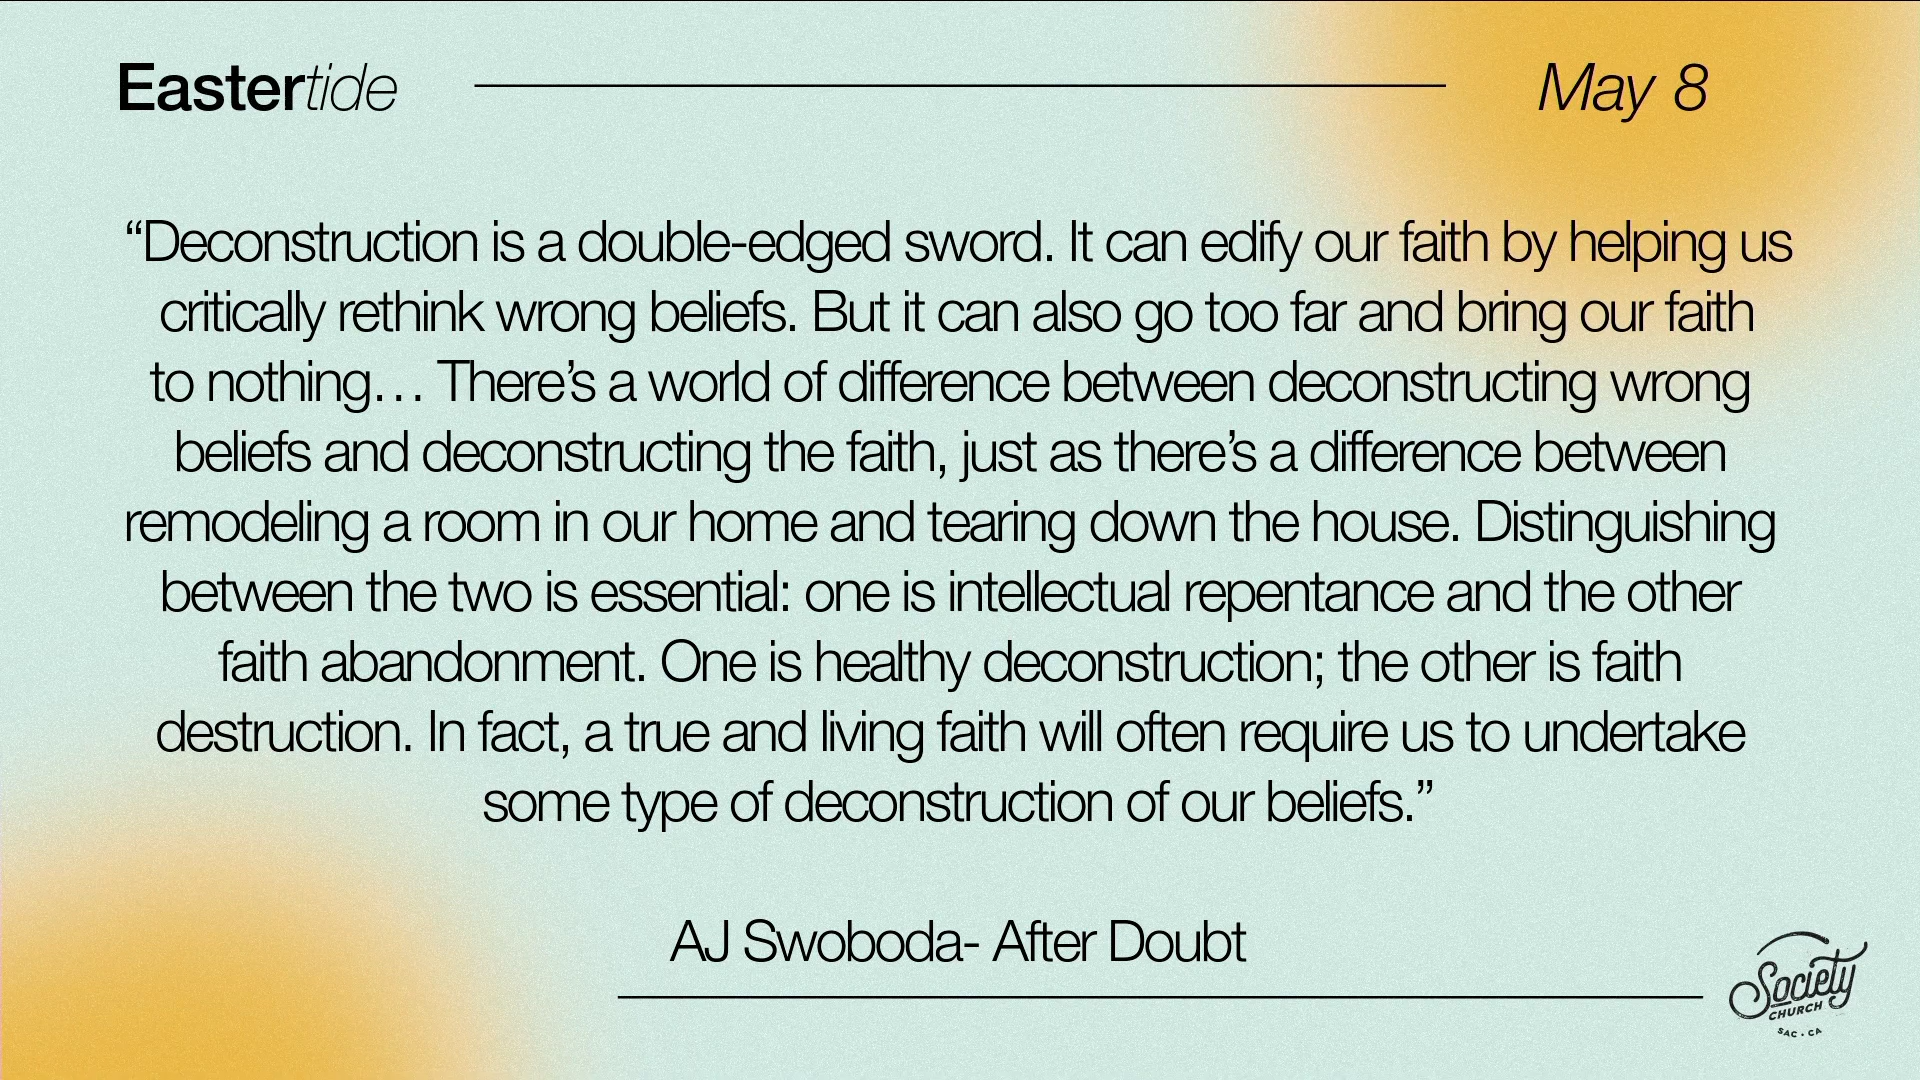 Eastertide
May 8
“Deconstruction is a double-edged sword. It can edify our faith by helping us
critically rethink wrong beliefs. But it can also go too far and bring our faith
to nothing… There’s a world of difference between deconstructing wrong
beliefs and deconstructing the faith, just as there’s a difference between
remodeling a room in our home and tearing down the house. Distinguishing
between the two is essential: one is intellectual repentance and the other
faith abandonment. One is healthy deconstruction; the other is faith
destruction. In fact, a true and living faith will often require us to undertake
some type of deconstruction of our beliefs.”
AJ Swoboda- After Doubt
Society
CHURCH
SAC • CA